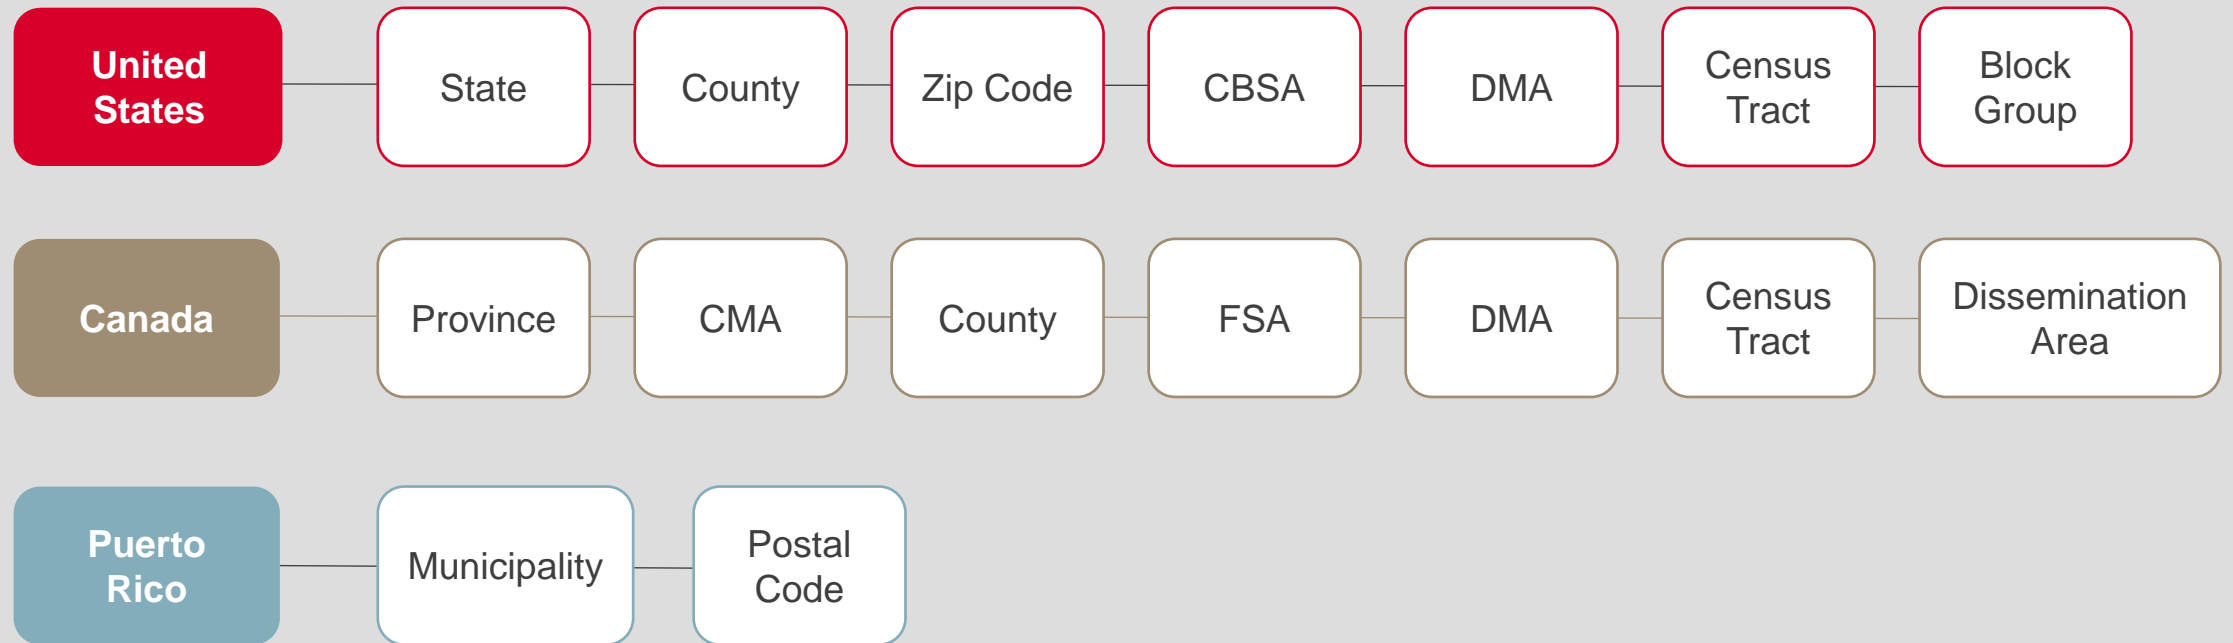 United
States
State
County
Zip Code
CBSA
DMA
Census
Tract
Block
Group
Canada
Province
CMA
County
FSA
DMA
Census
Tract
Dissemination
Area
Puerto
Rico
Municipality
Postal
Code